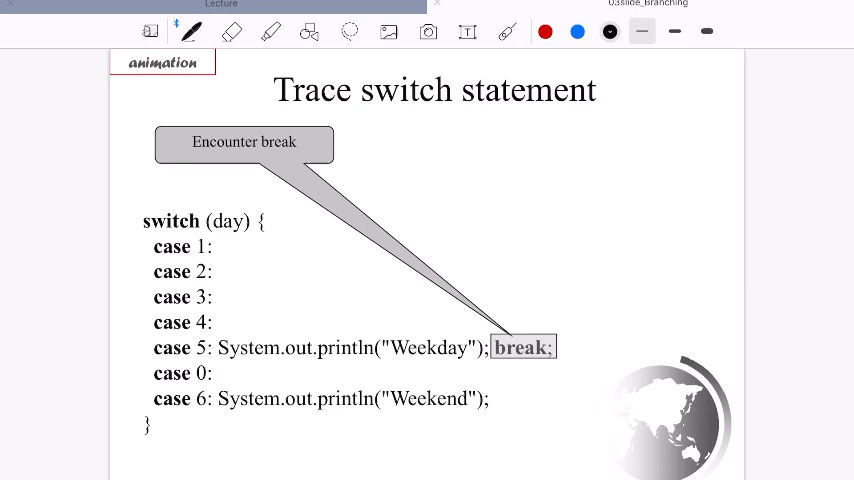 Lecture
03slide_Branching
animation
Trace switch statement
Encounter break
switch (day) {
case 1:
case 2:
case 3:
case 4:
case 5: System.out.println("Weekday"); break;
case 0:
case 6: System.out.println("Weekend");
}